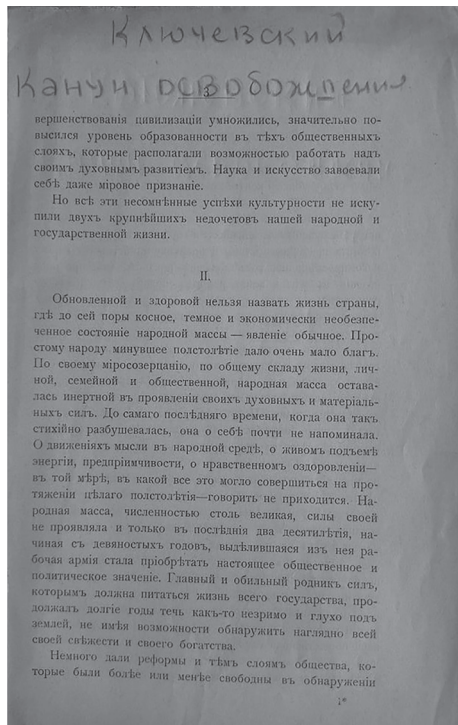 Ключевский
Канун освобождения
3
вершенствованія цивилизаціи умножились, значительно по-
высился уровень образованности въ тѣхъ общественныхъ
слояхъ, которые располагали возможностью работать надъ
своимъ духовнымъ развитіемъ. Наука и искусство завоевали
себѣ даже міровое признаніе.
Но всѣ эти несомнѣнные успѣхи культурности не иску-
пили двухъ крупнѣйшихъ недочетовъ нашей народной и
государственной жизни.
II.
Обновленной и здоровой нельзя назвать жизнь страны,
гдѣ до сей поры косное, темное и экономически необезпе-
ченное состояніе народной массы — явленіе обычное. Про-
стому народу минувшее полстолѣтіе дало очень мало благъ.
По своему міросозерцанію, по общему складу жизни, лич-
ной, семейной и общественной, народная масса остава-
лась инертной въ проявленіи своихъ духовныхъ и матеріаль-
ныхъ силъ. До самаго послѣдняго времени, когда она такъ
стихійно разбушевалась, она о себѣ почти не напоминала.
О движеніяхъ мысли въ народной средѣ, о живомъ подъемѣ
энергіи, предпріимчивости, о нравственномъ оздоровленіи—
въ той мѣрѣ, въ какой все это могло совершиться на про-
тяженіи цѣлаго полстолѣтія—говорить не приходится. На-
родная масса, численностью столь великая, силы своей
не проявляла и только въ послѣднія два десятилѣтія, на-
чиная съ девяностыхъ годовъ, выдѣлившаяся изъ нея ра-
бочая армія стала пріобрѣтать настоящее общественное и
политическое значеніе. Главный и обильный родникъ силъ,
которымъ должна питаться жизнь всего государства, про-
должалъ долгіе годы течь какъ-то незримо и глухо подъ
землей, не имѣя возможности обнаружить наглядно всей
своей свѣжести и своего богатства.
Немного дали реформы и тѣмъ слоямъ общества, ко-
торые были болѣе или менѣе свободны въ обнаруженіи
1*